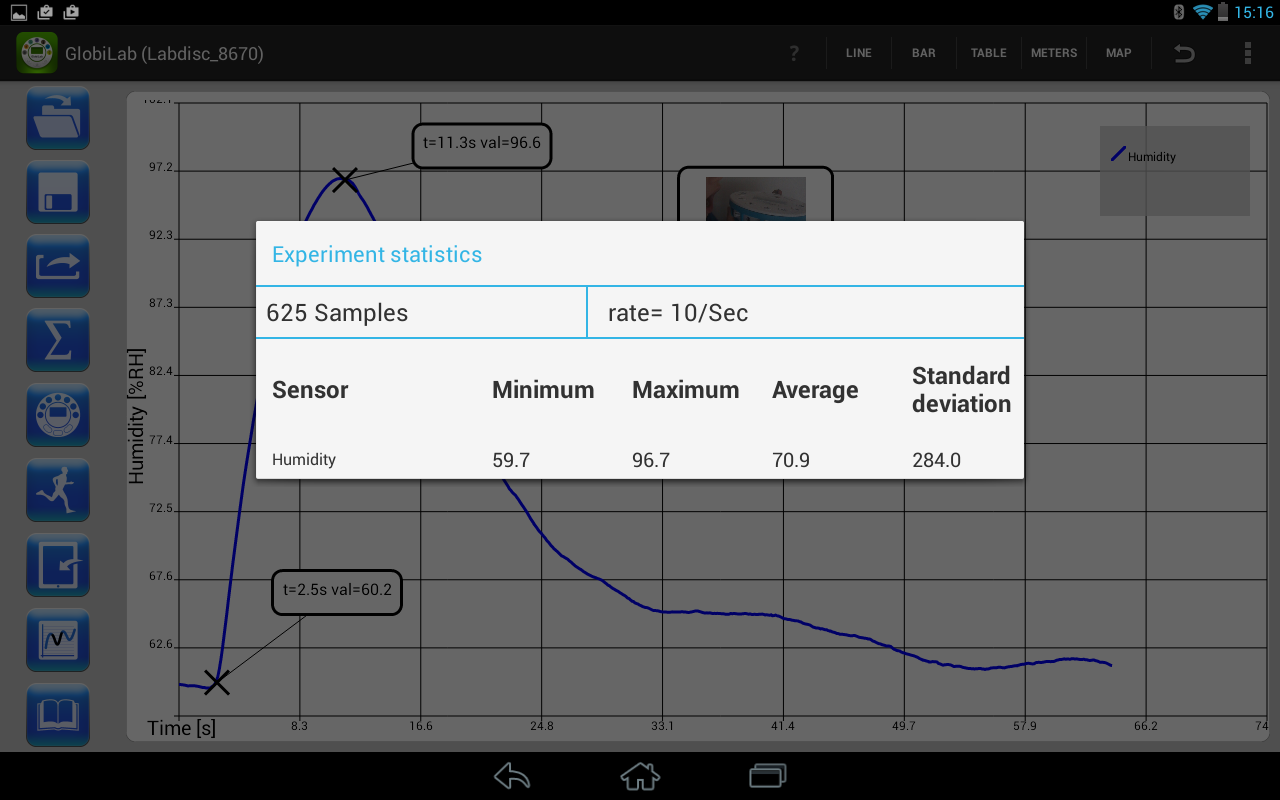 15:16
GlobiLab (Labdisc_8670)
?
LINE
BAR
TABLE
METERS
MAP
102.1
t=11.3s val=96.6
97.2
Humidity
92.3
Experiment statistics
87.3
625 Samples
rate= 10/Sec
82.4
Humidity [%RH]
Sensor
Minimum
Maximum
Average
Standard
deviation
77.4
Humidity
59.7
96.7
70.9
284.0
72.5
67.6
t=2.5s val=60.2
62.6
Time [s]
8.3
16.6
24.8
33.1
41.4
49.7
57.9
66.2
74